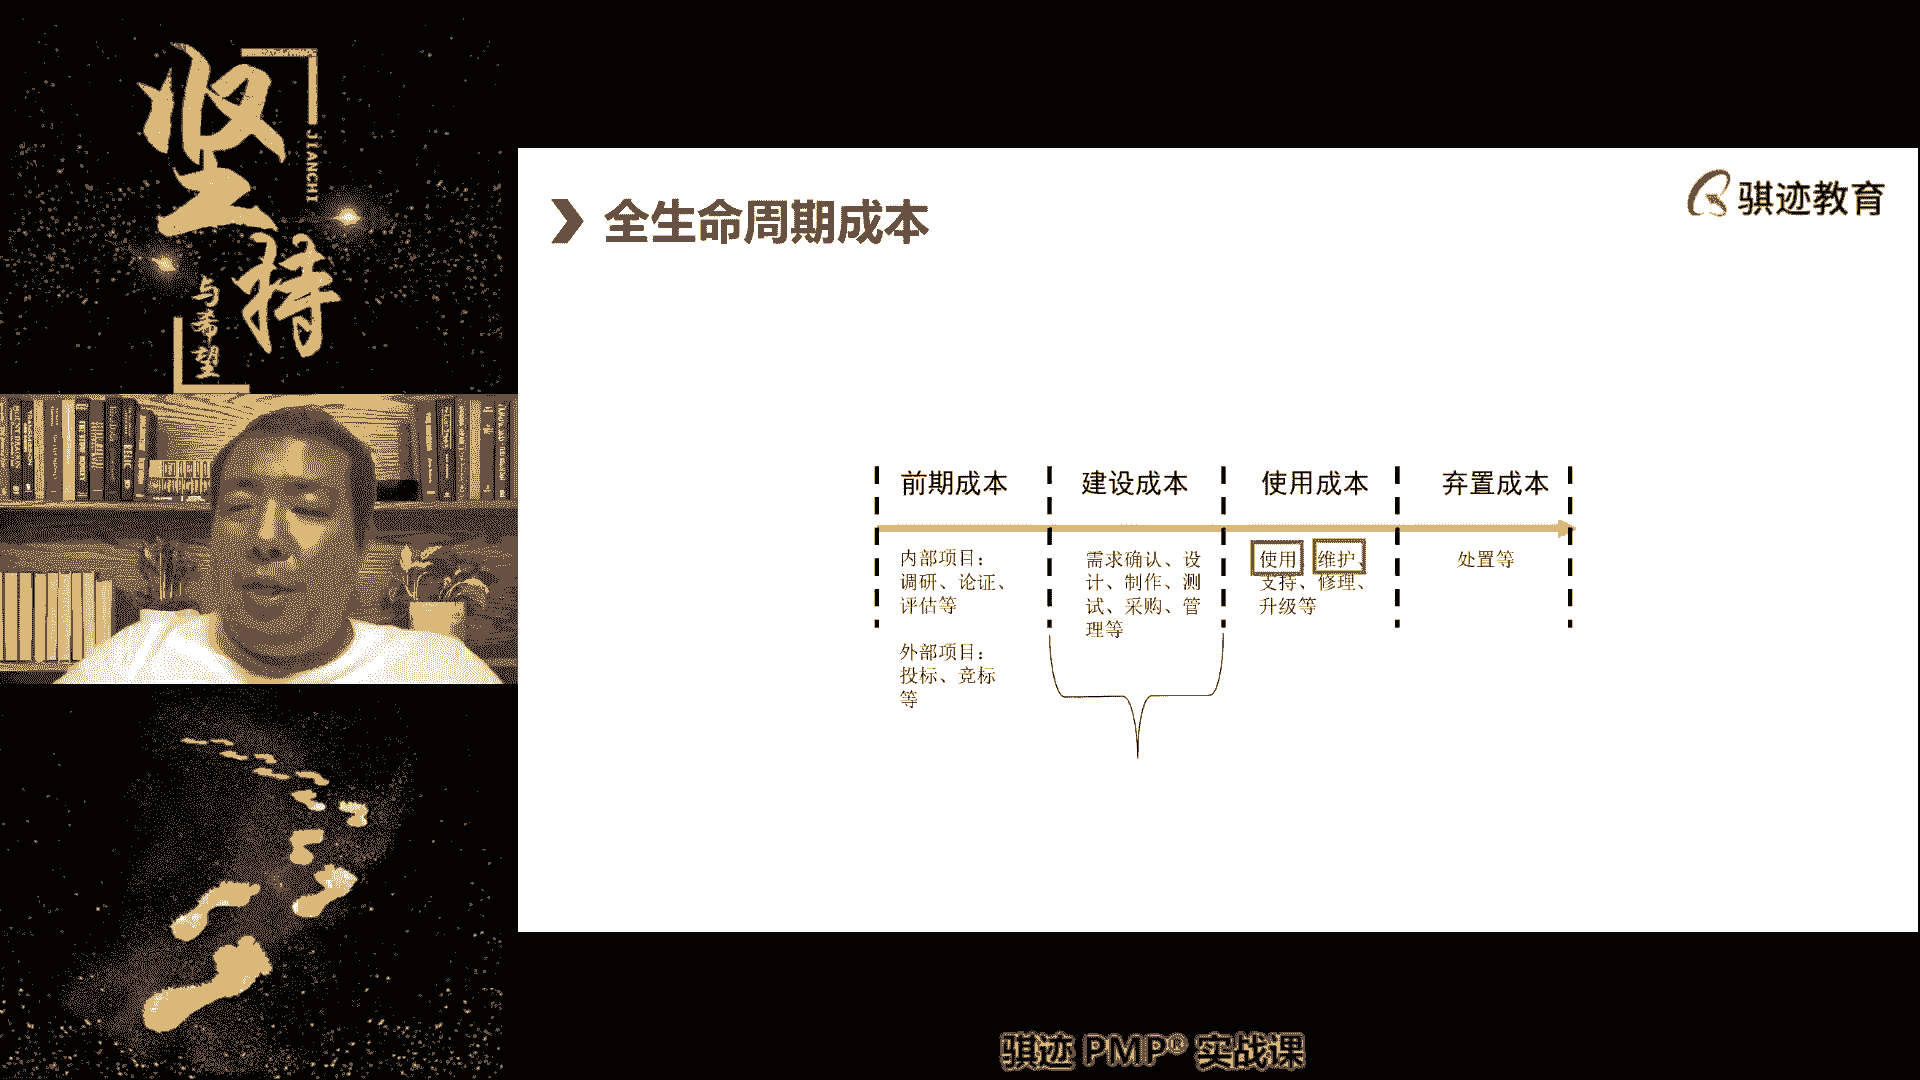 坚持
JIANCHI
与希望
骐迹教育
全生命周期成本
前期成本
建设成本
使用成本
弃置成本
内部项目：
调研、论证、
评估等
外部项目：
投标、竞标
等
需求确认、设
计、制作、测
试、采购、管
理等
使用、维护、
支持、修理、
升级等
处置等
骐迹 PMP® 实战课